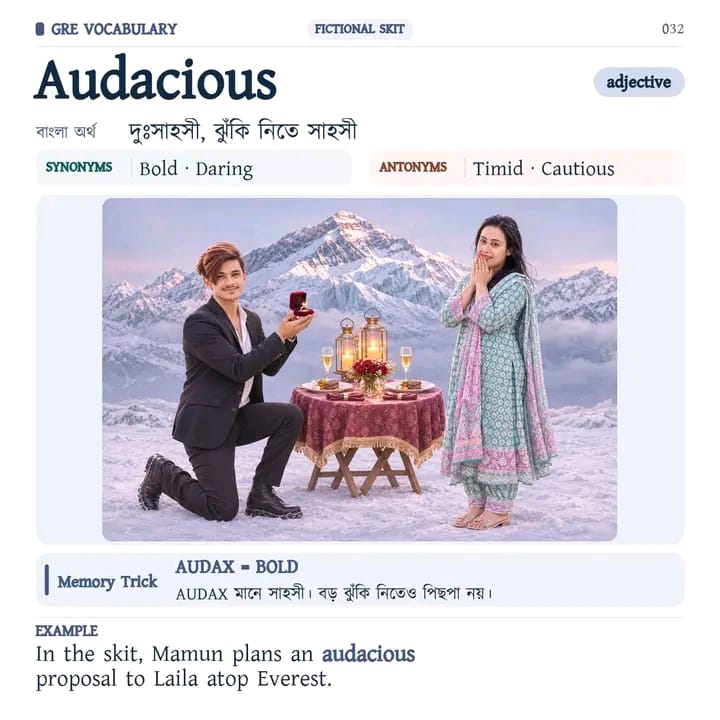 GRE VOCABULARY
FICTIONAL SKIT
032
Audacious
adjective
বাংলা অর্থ দুঃসাহসী, ঝুঁকি নিতে সাহসী
SYNONYMS Bold · Daring
ANTONYMS Timid · Cautious
Memory Trick
AUDAX = BOLD
AUDAX মানে সাহসী। বড় ঝুঁকি নিতেও পিছপা নয়।
EXAMPLE
In the skit, Mamun plans an audacious
proposal to Laila atop Everest.